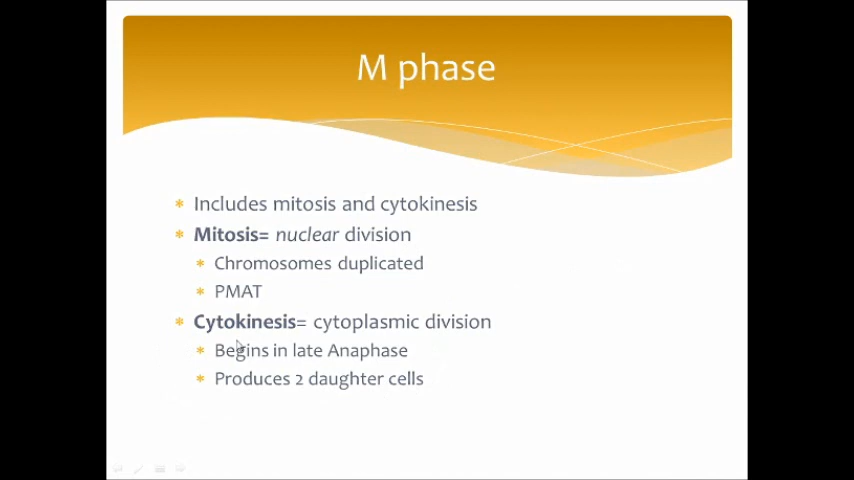 M phase
Includes mitosis and cytokinesis
Mitosis= nuclear division
Chromosomes duplicated
PMAT
Cytokinesis= cytoplasmic division
Begins in late Anaphase
Produces 2 daughter cells